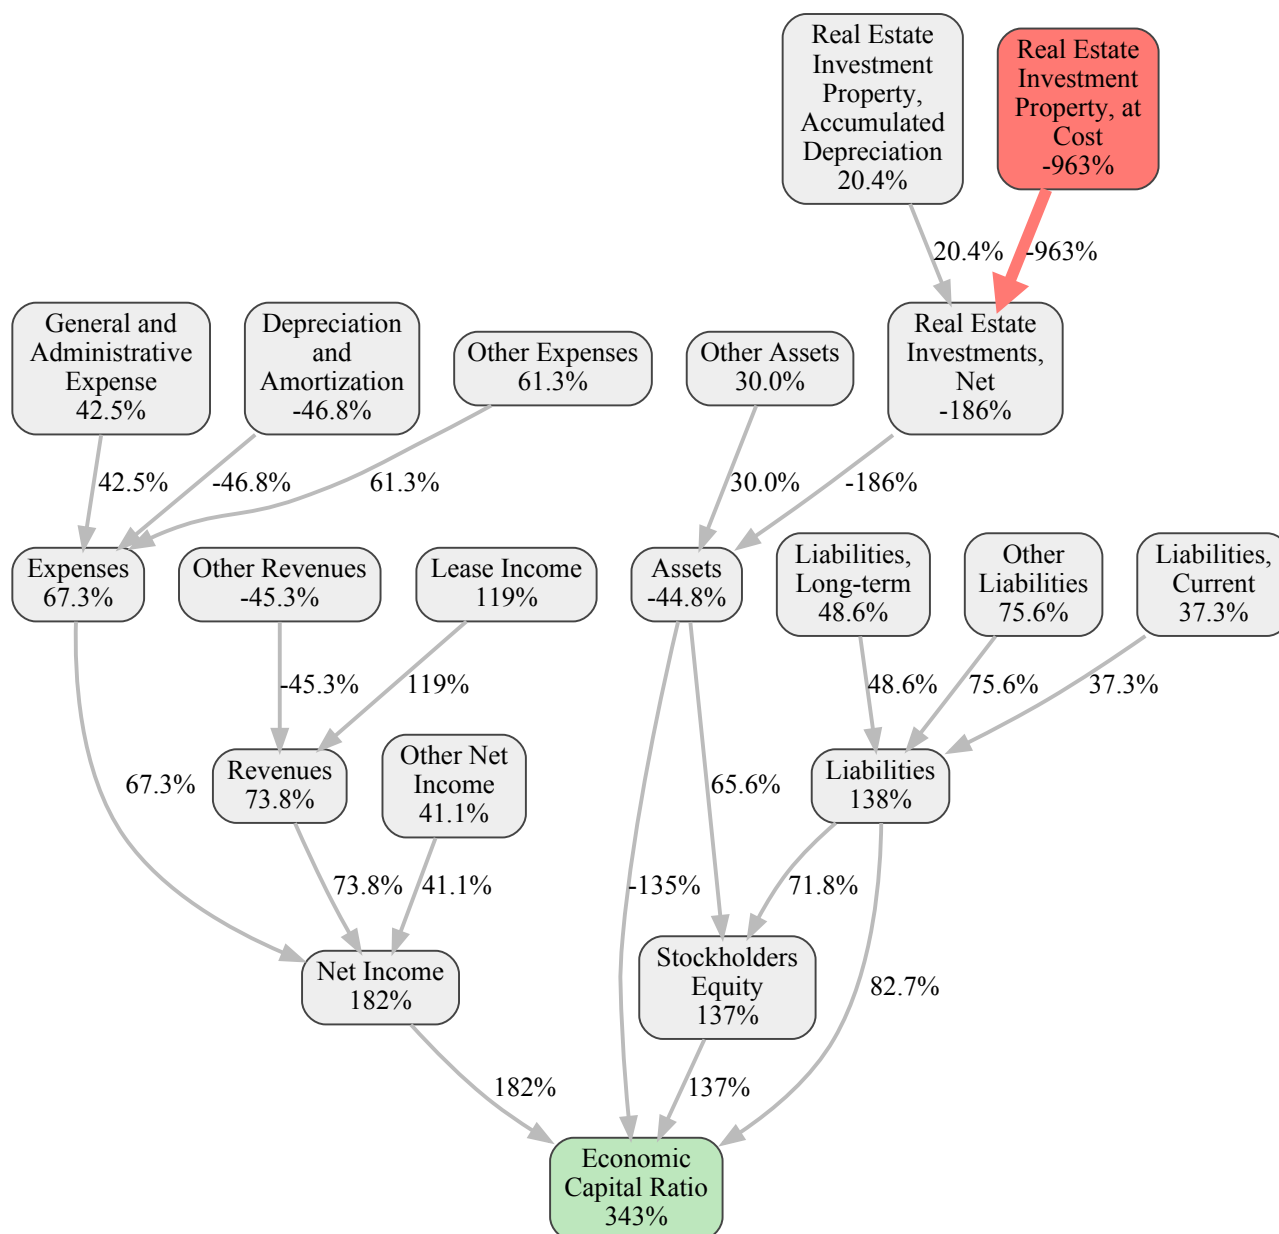 Real Estate
Investment
Property,
Accumulated
Depreciation
20.4%
Real Estate
Investment
Property, at
Cost
-963%
20.4%
-963%
General and
Administrative
Expense
42.5%
Depreciation
and
Amortization
-46.8%
Other Expenses
61.3%
Other Assets
30.0%
Real Estate
Investments,
Net
-186%
42.5%
-46.8%
61.3%
30.0%
-186%
Expenses
67.3%
Other Revenues
-45.3%
Lease Income
119%
Assets
-44.8%
Liabilities,
Long-term
48.6%
Other
Liabilities
75.6%
Liabilities,
Current
37.3%
-45.3%
119%
48.6%
75.6%
37.3%
67.3%
Revenues
73.8%
Other Net
Income
41.1%
65.6%
Liabilities
138%
73.8%
41.1%
-135%
71.8%
Net Income
182%
Stockholders
Equity
137%
82.7%
182%
137%
Economic
Capital Ratio
343%